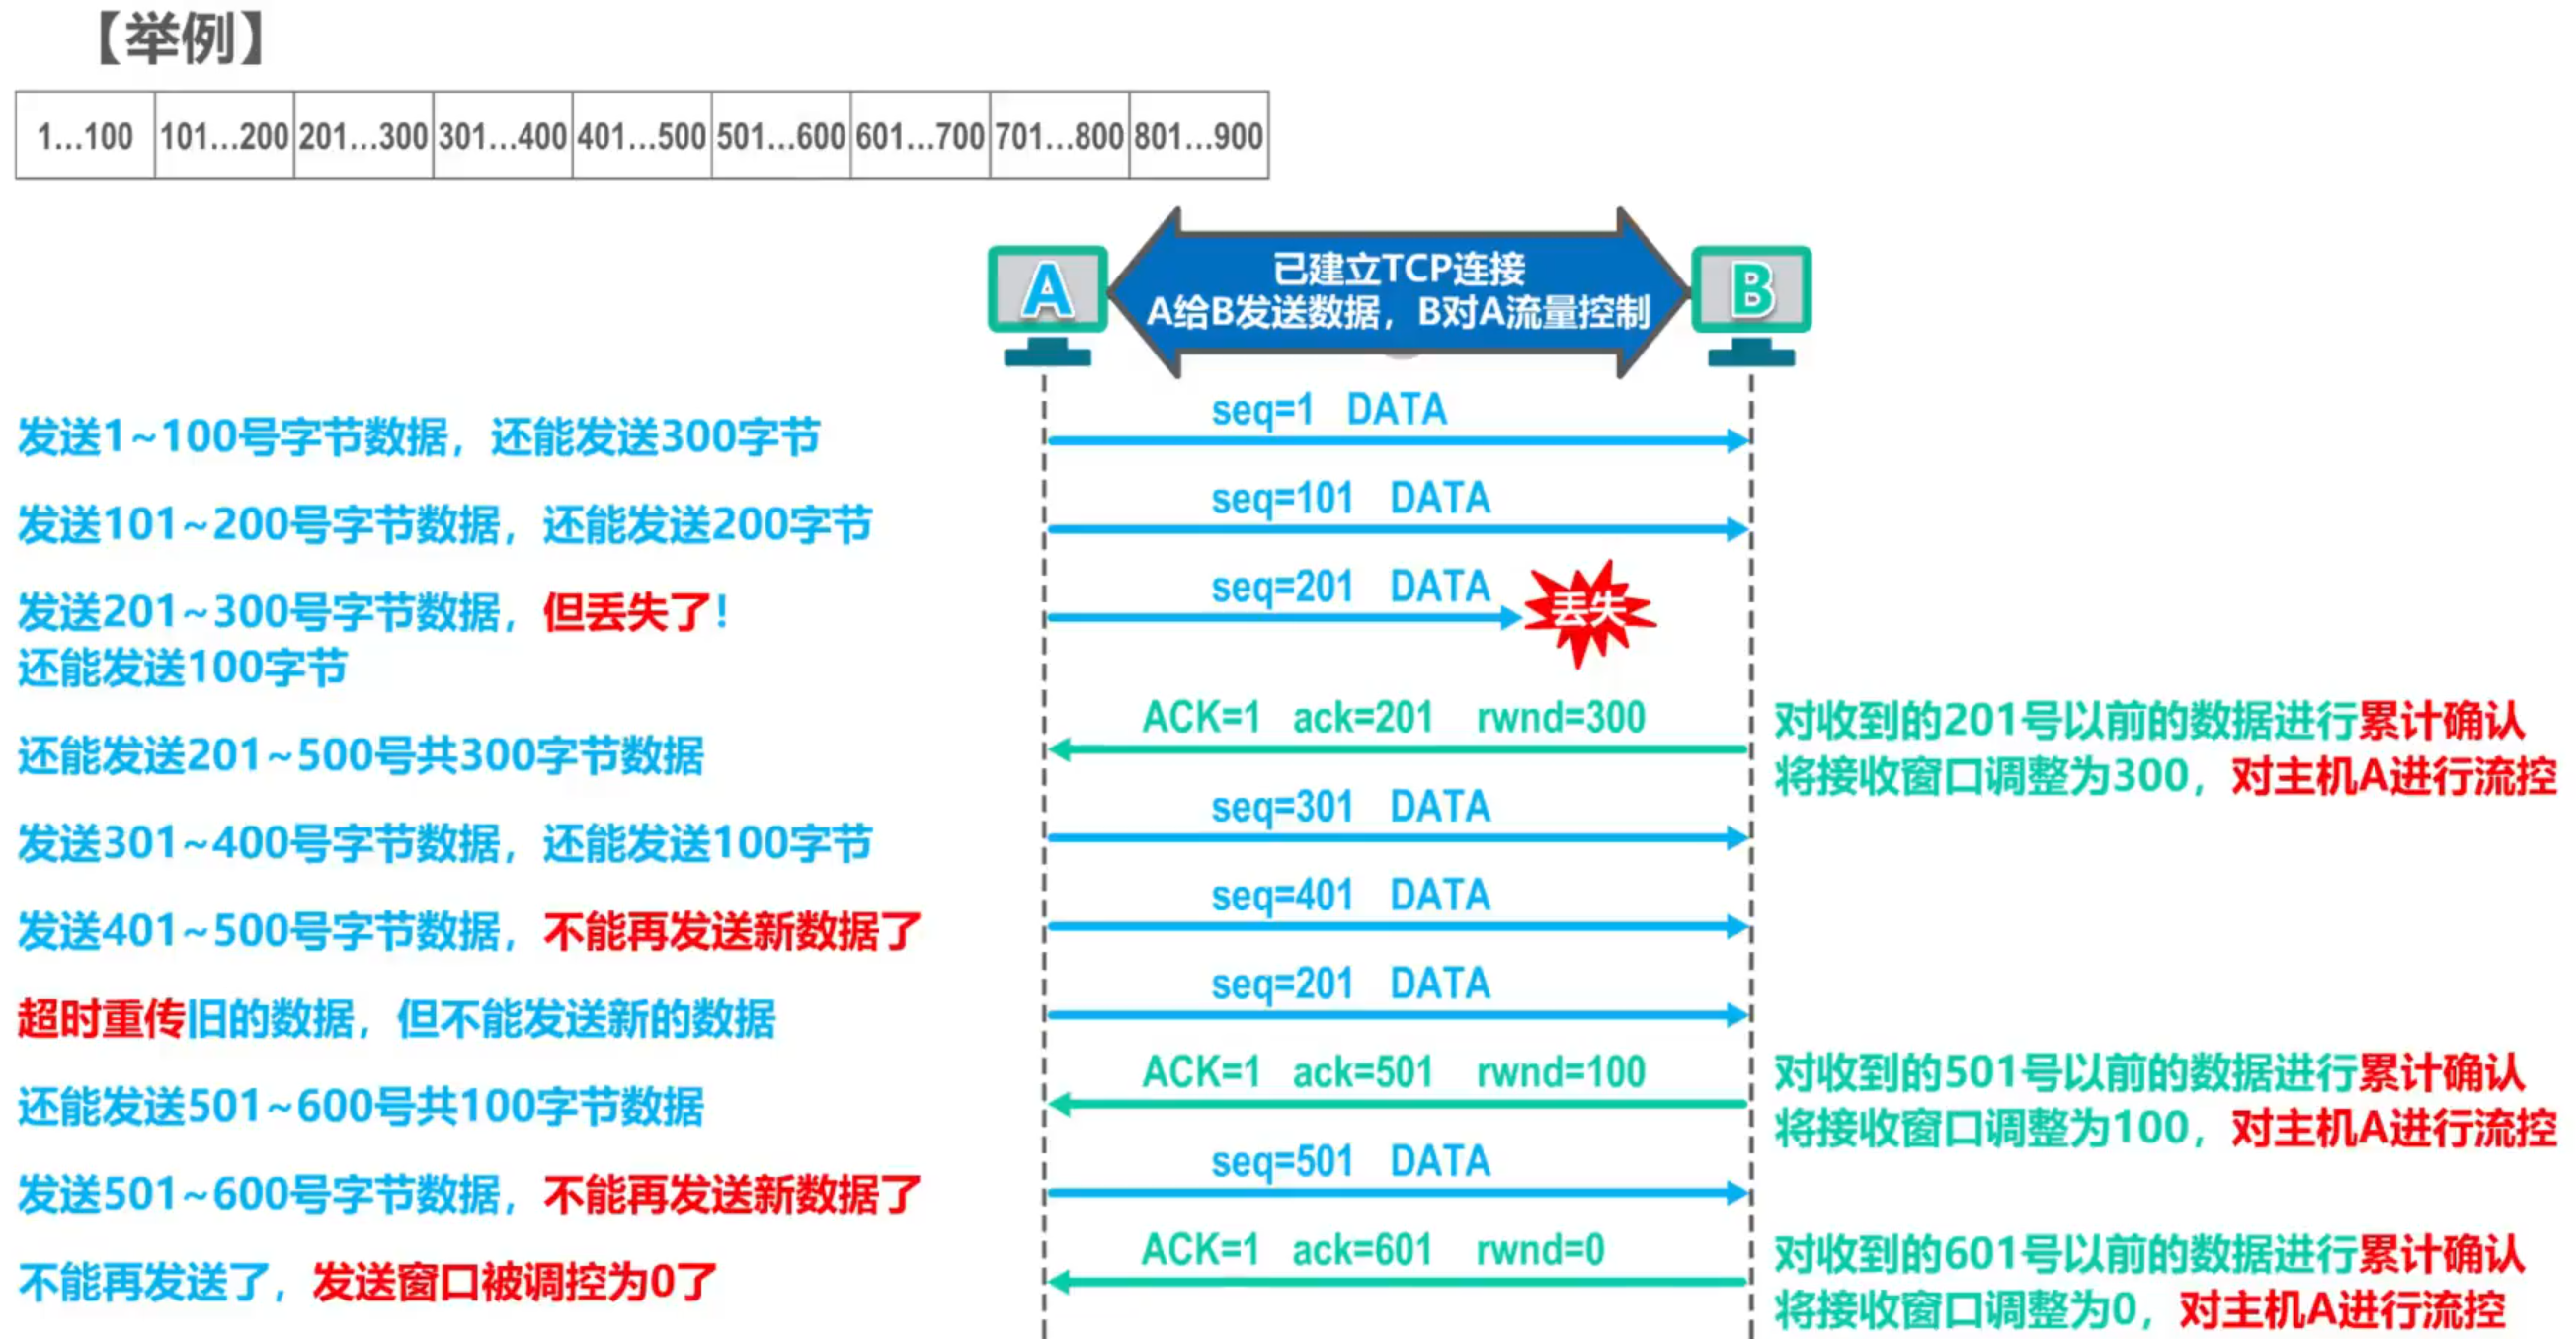 【举例】
1…100 101…200 201…300 301…400 401…500 501…600 601…700 701…800 801…900
A
已建立TCP连接
A给B发送数据，B对A流量控制
B
发送1~100号字节数据，还能发送300字节
seq=1 DATA
发送101~200号字节数据，还能发送200字节
seq=101 DATA
发送201~300号字节数据，但丢失了！
还能发送100字节
seq=201 DATA
丢失
还能发送201~500号共300字节数据
ACK=1 ack=201 rwnd=300
对收到的201号以前的数据进行累计确认
将接收窗口调整为300，对主机A进行流控
发送301~400号字节数据，还能发送100字节
seq=301 DATA
发送401~500号字节数据，不能再发送新数据了
seq=401 DATA
超时重传旧的数据，但不能发送新的数据
seq=201 DATA
还能发送501~600号共100字节数据
ACK=1 ack=501 rwnd=100
对收到的501号以前的数据进行累计确认
将接收窗口调整为100，对主机A进行流控
发送501~600号字节数据，不能再发送新数据了
seq=501 DATA
不能再发送了，发送窗口被调控为0了
ACK=1 ack=601 rwnd=0
对收到的601号以前的数据进行累计确认
将接收窗口调整为0，对主机A进行流控